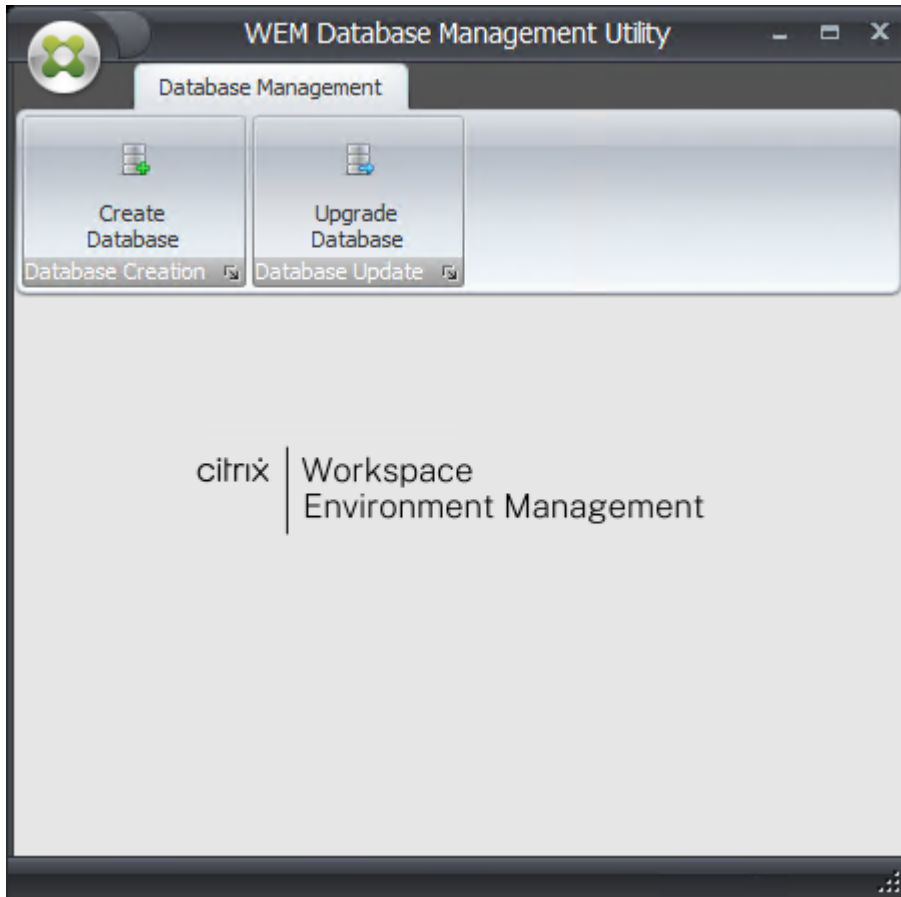 WEM Database Management Utility
Database Management
Create
Database
Upgrade
Database
Database Creation
Database Update
citrix
Workspace
Environment Management